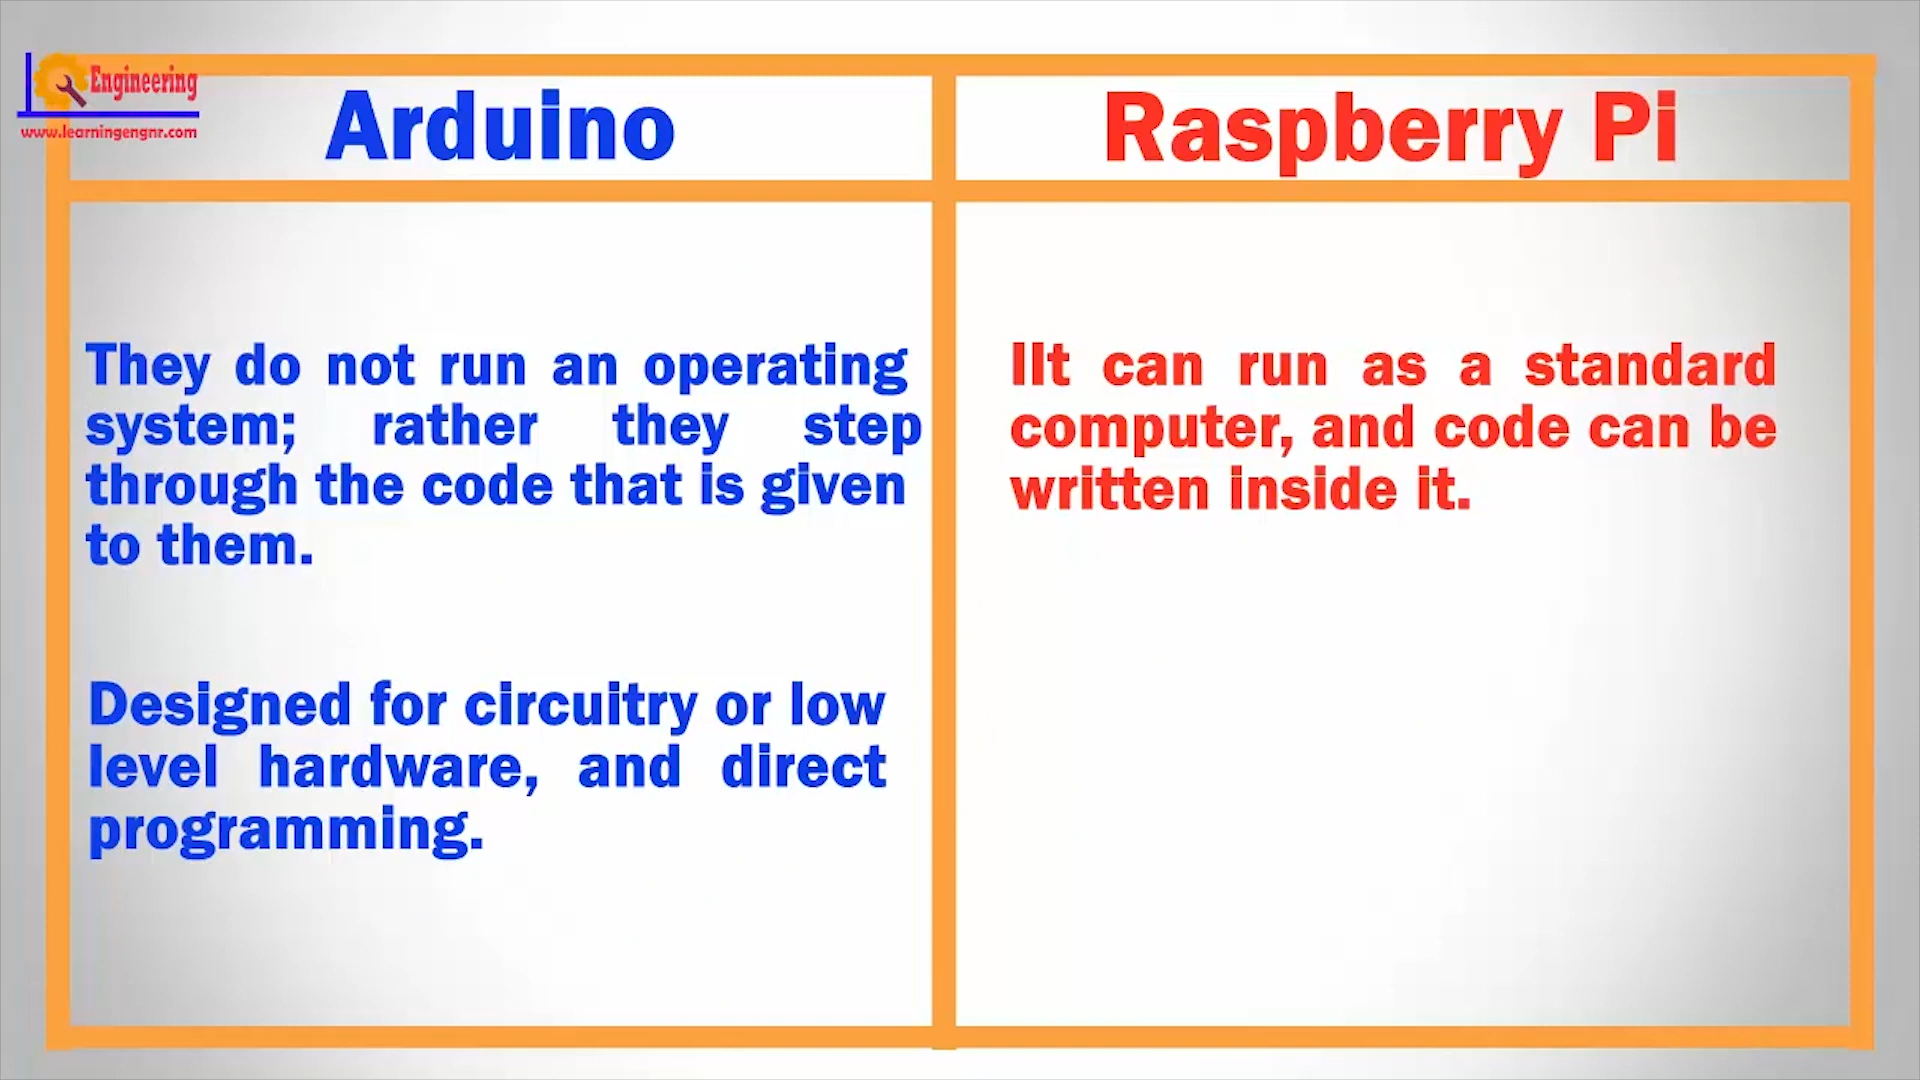 Engineering
www.learningengnr.com
Arduino
Raspberry Pi
They do not run an operating
system; rather they step
through the code that is given
to them.
Designed for circuitry or low
level hardware, and direct
programming.
IIt can run as a standard
computer, and code can be
written inside it.